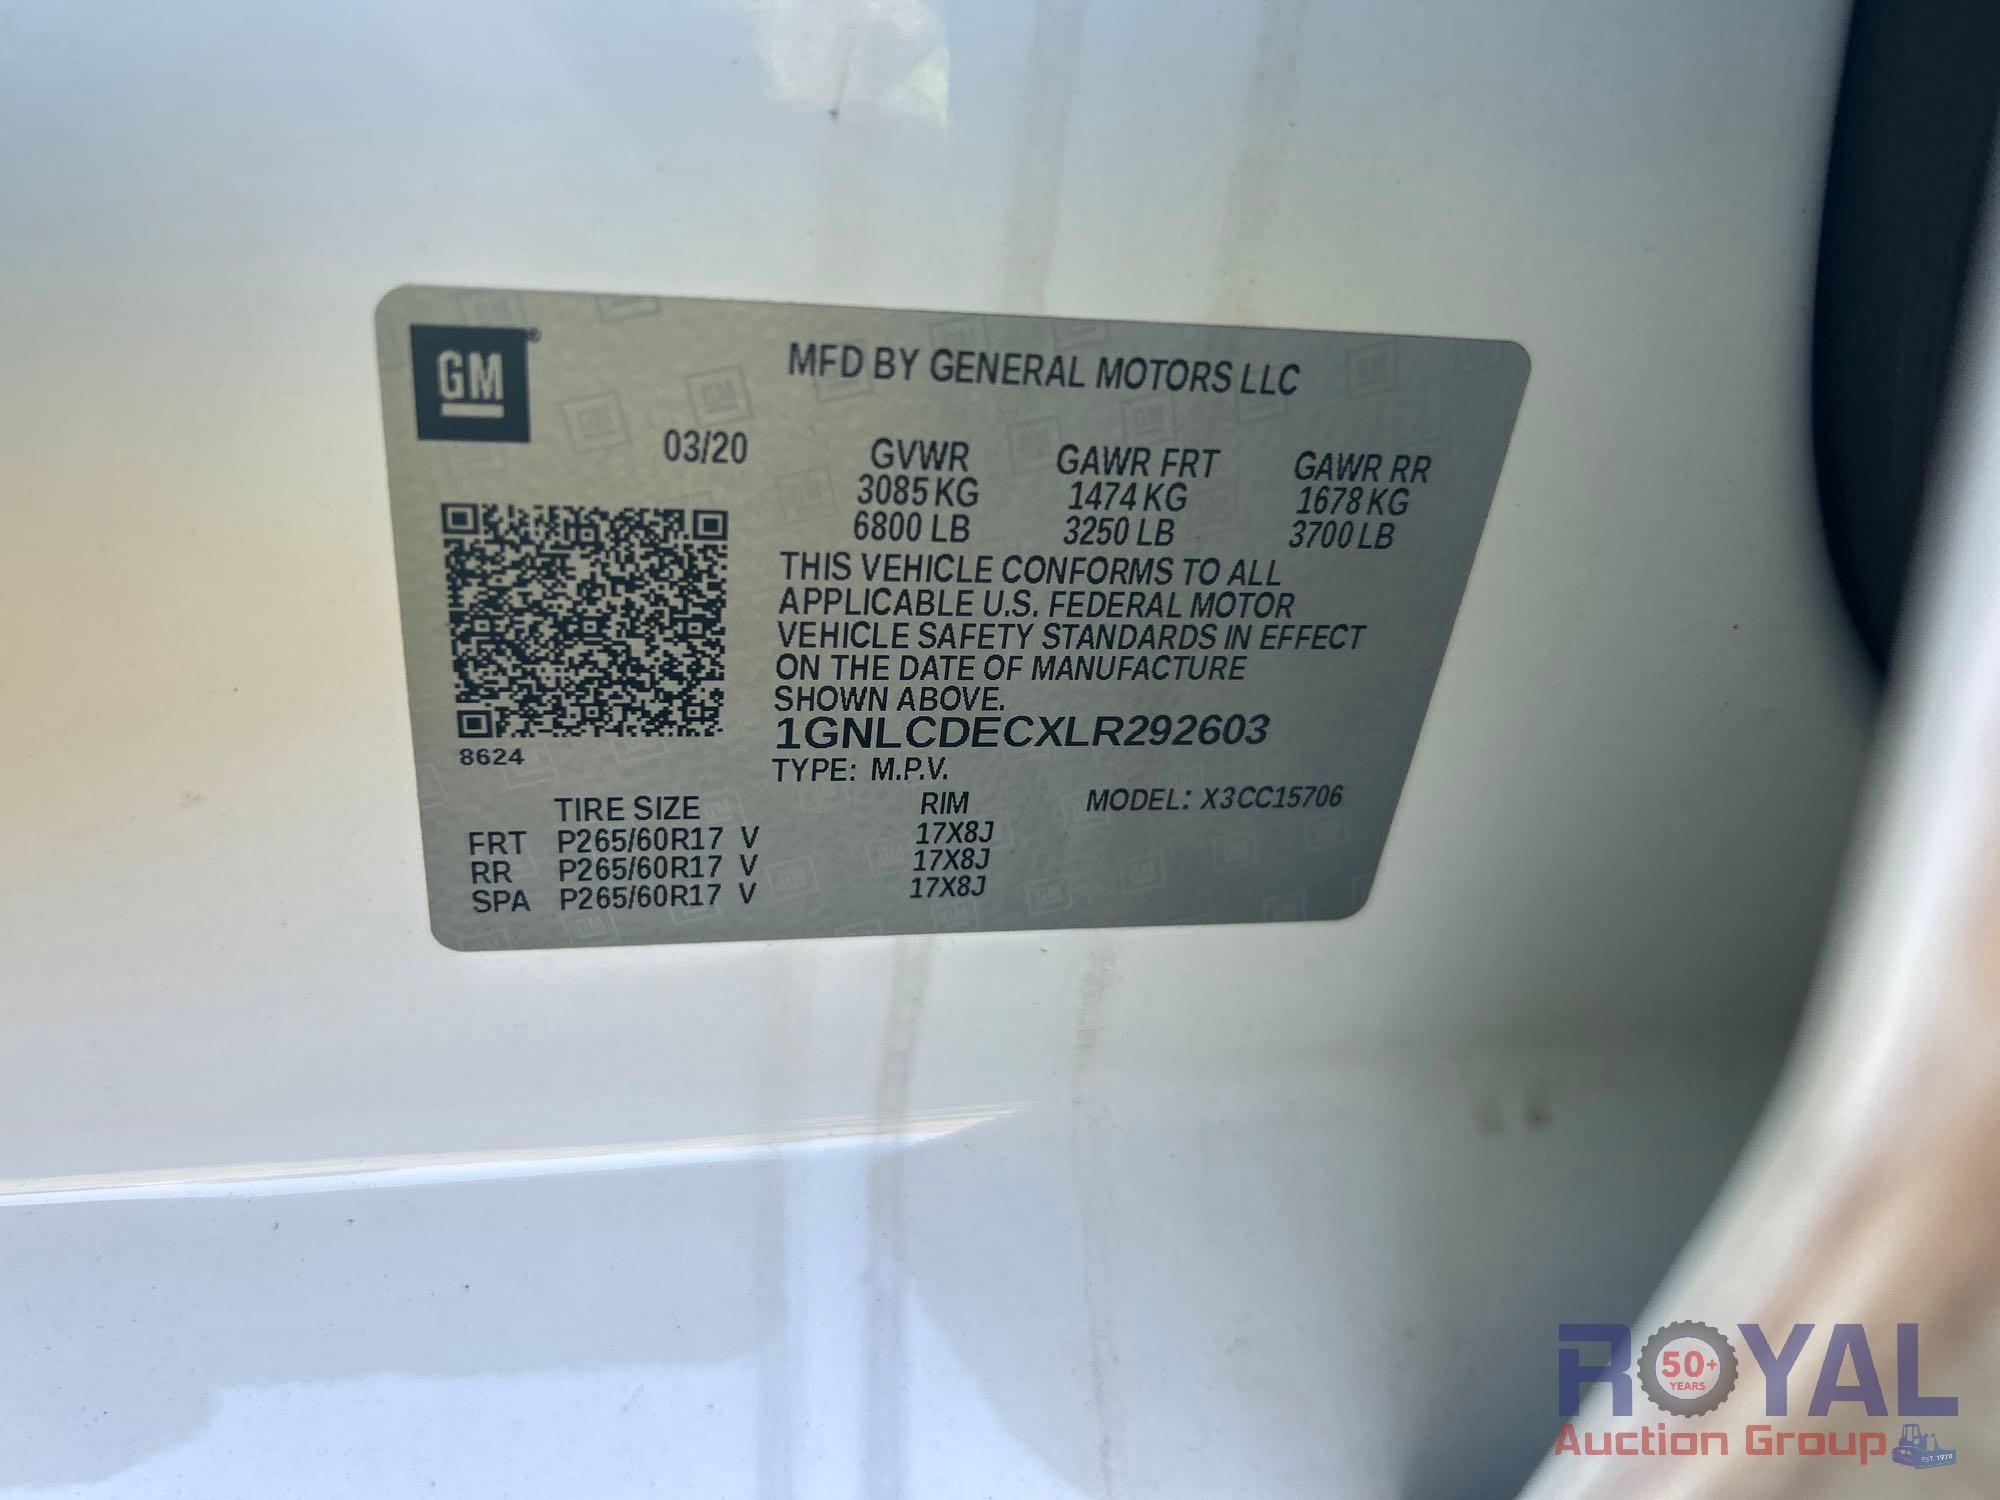 GM
MFD BY GENERAL MOTORS LLC
03/20
GVWR GAWR FRT GAWR RR
3085 KG 1474 KG 1678 KG
6800 LB 3250 LB 3700 LB
THIS VEHICLE CONFORMS TO ALL
APPLICABLE U.S. FEDERAL MOTOR
VEHICLE SAFETY STANDARDS IN EFFECT
ON THE DATE OF MANUFACTURE
SHOWN ABOVE.
1GNLCDECXLR292603
8624
TYPE: M.P.V.
TIRE SIZE RIM MODEL: X3CC15706
FRT P265/60R17 V 17X8J
RR P265/60R17 V 17X8J
SPA P265/60R17 V 17X8J
ROYAL
50+
YEARS
Auction Group
EST. 1970